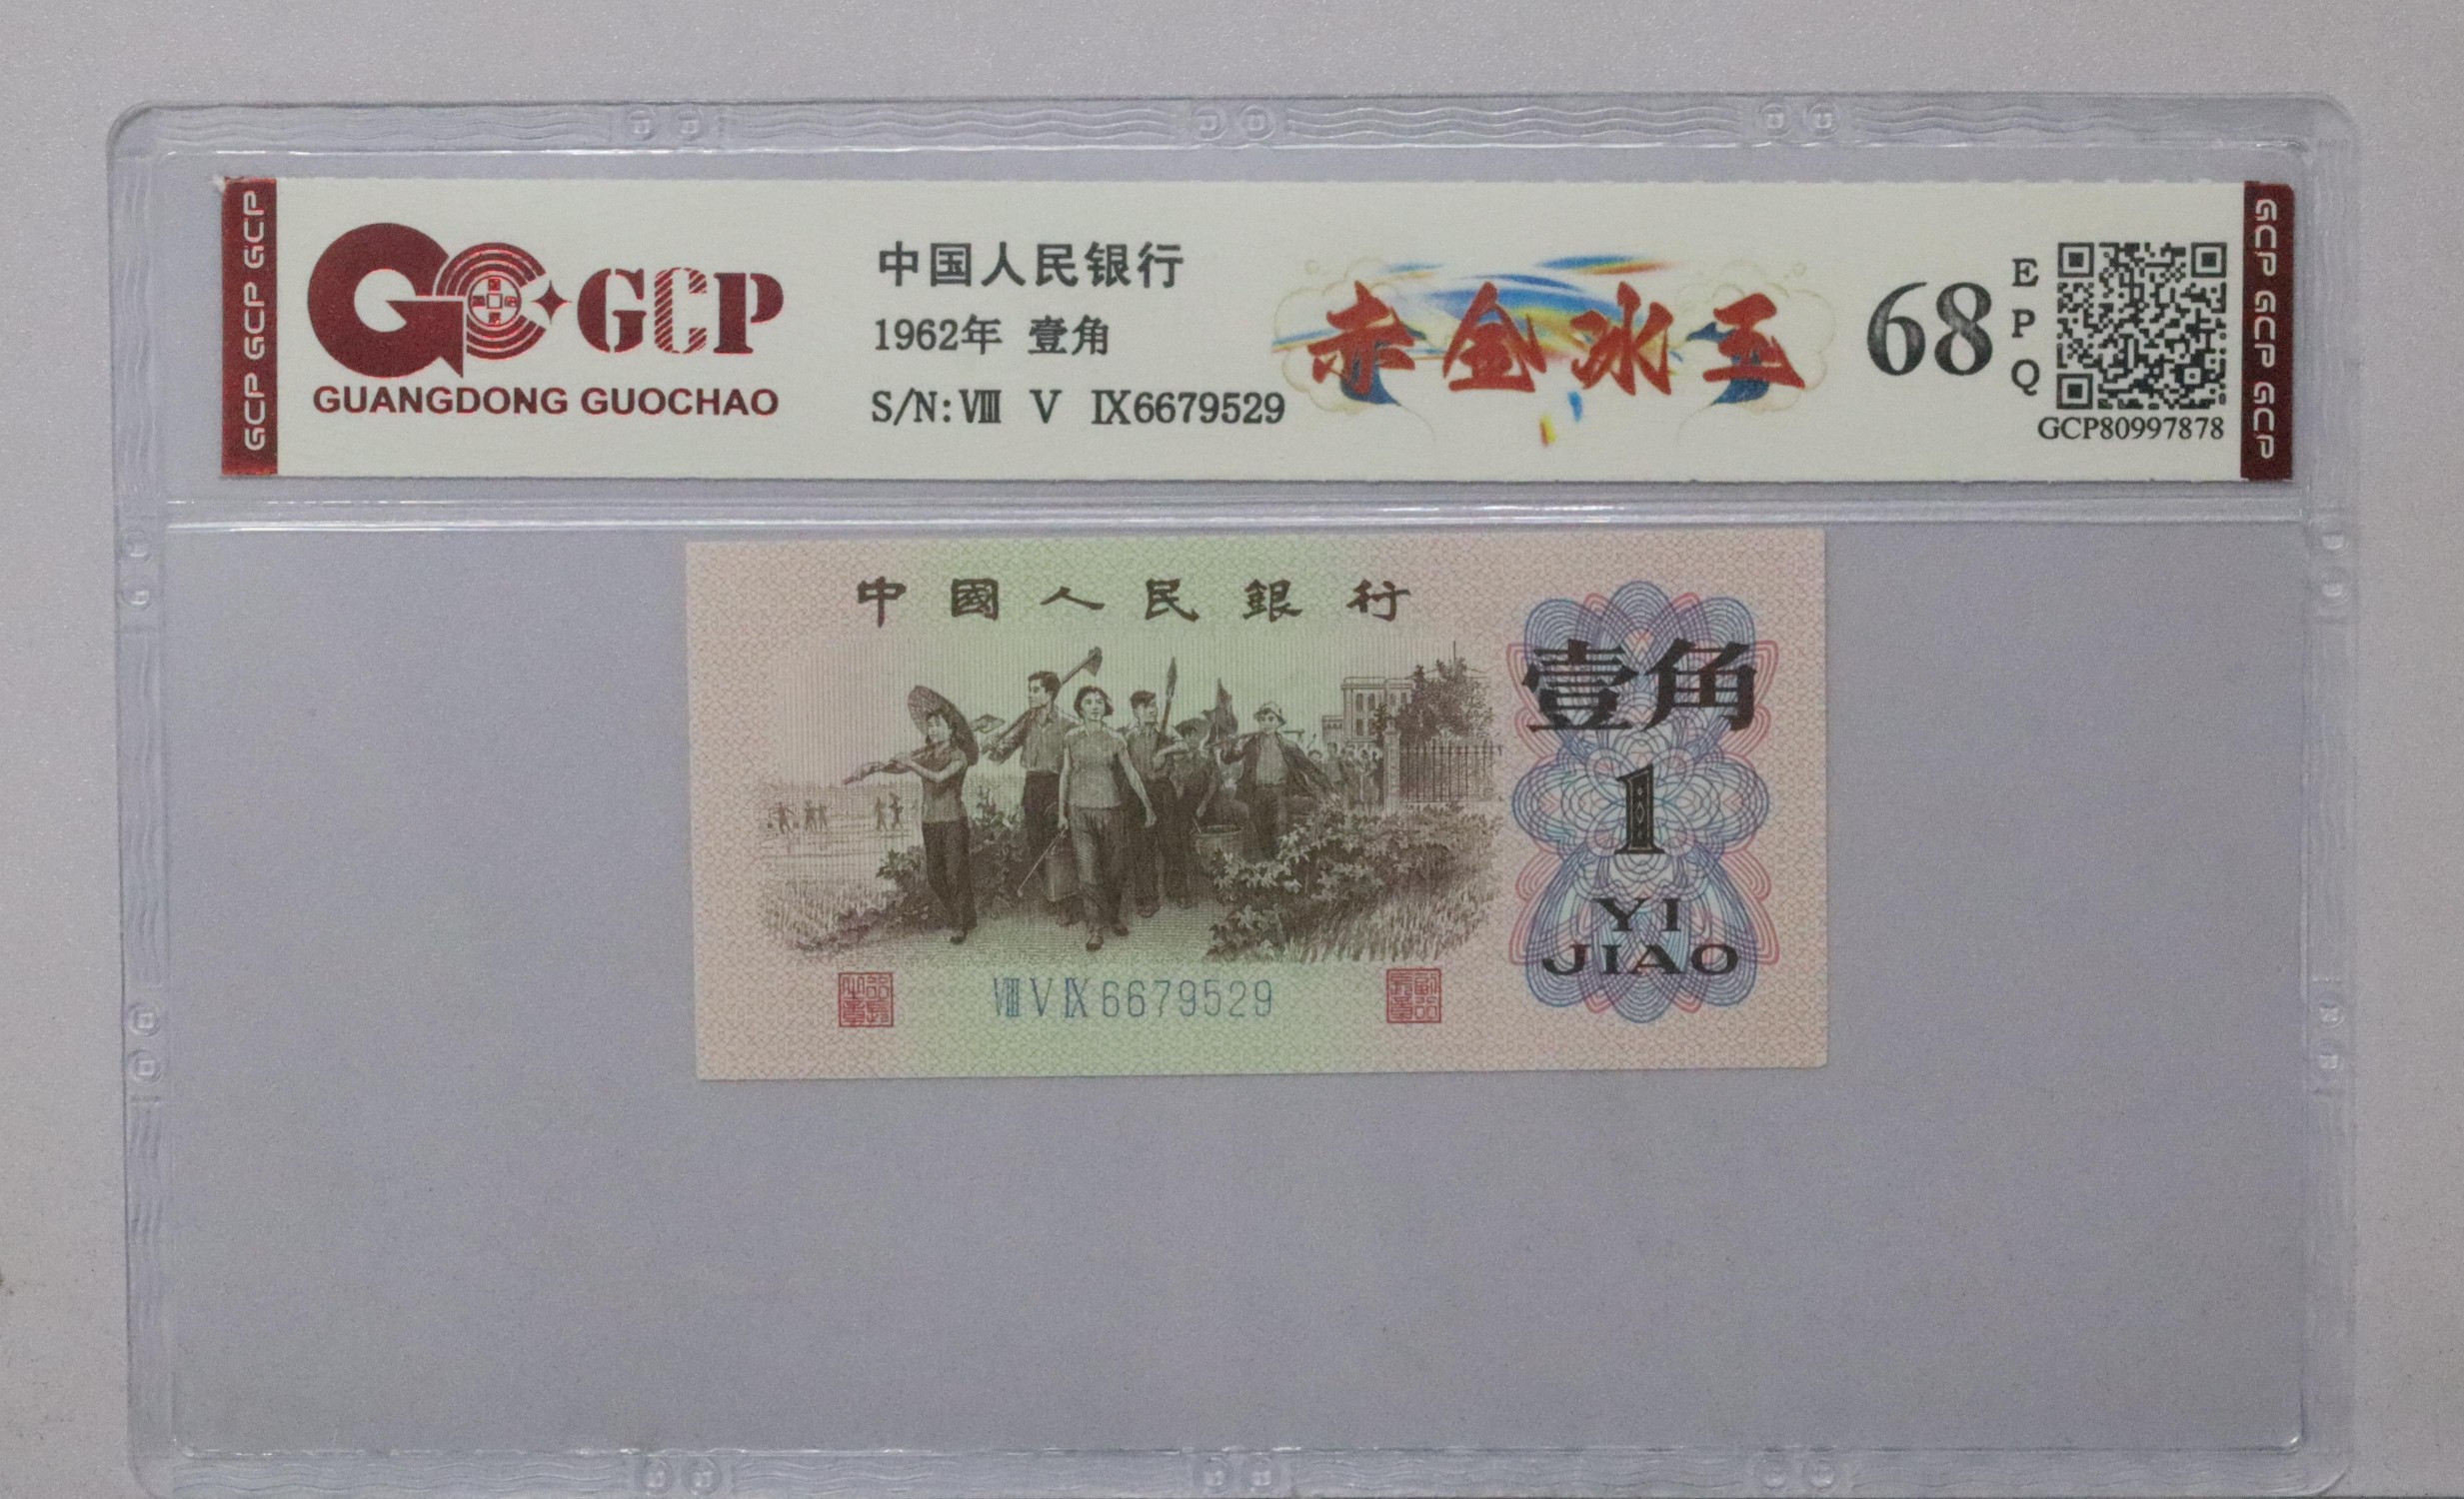 GCP GCP GCP
GCP
GUANGDONG GUOCHAO
中国人民银行
1962年 壹角
S/N: Ⅷ Ⅴ Ⅸ6679529
赤金冰玉
68
EPQ
GCP80997878
GCP GCP GCP
中國人民銀行
壹角
1
YI
JIAO
Ⅷ Ⅴ Ⅸ 6679529